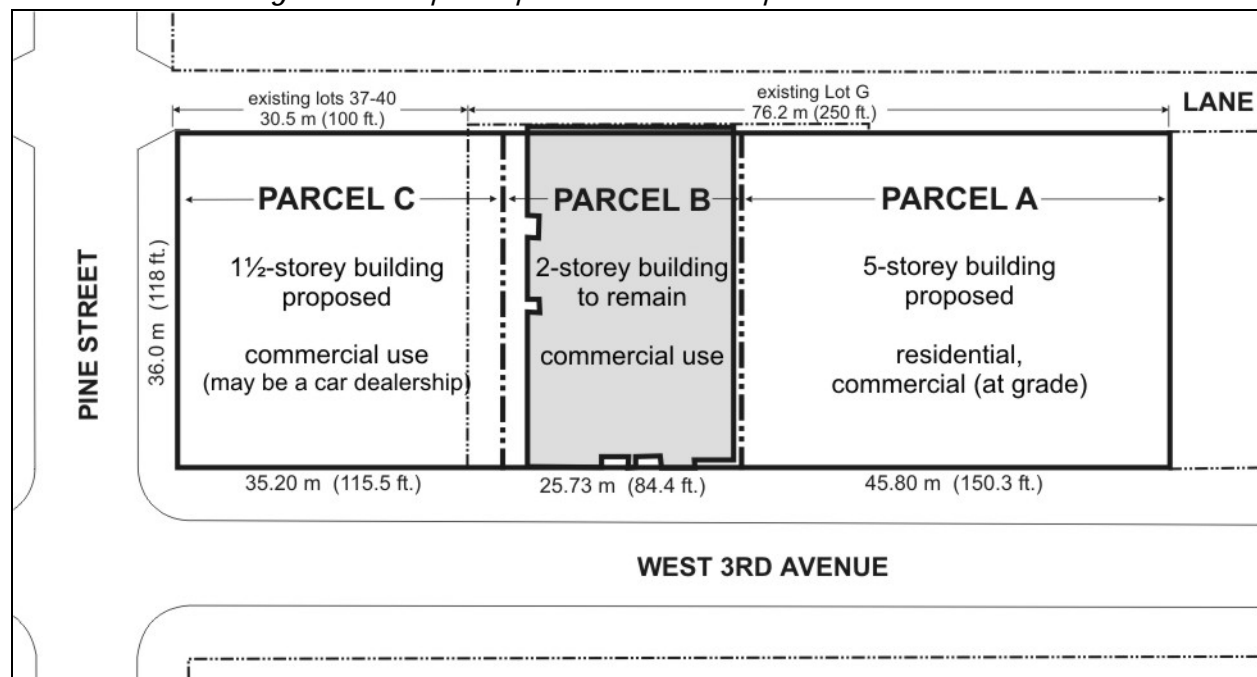 existing lots 37-40
30.5 m (100 ft.)
existing Lot G
76.2 m (250 ft.)
LANE
PARCEL C
PARCEL B
PARCEL A
1½-storey building
proposed
commercial use
(may be a car dealership)
2-storey building
to remain
commercial use
5-storey building
proposed
residential,
commercial (at grade)
PINE STREET
36.0 m (118 ft.)
35.20 m (115.5 ft.)
25.73 m (84.4 ft.)
45.80 m (150.3 ft.)
WEST 3RD AVENUE